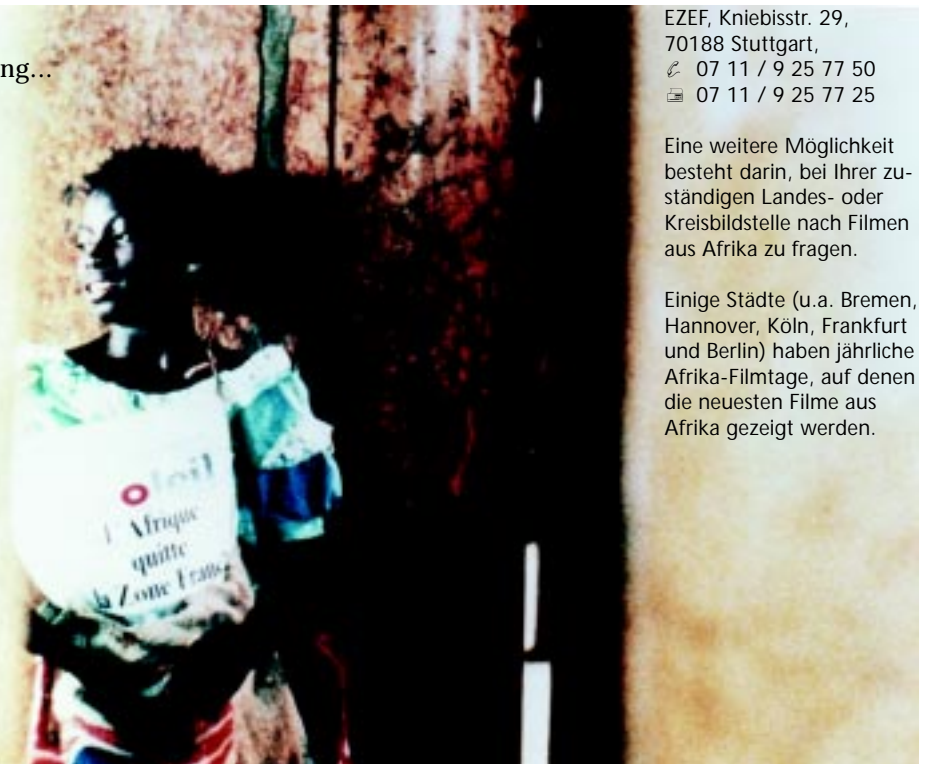 ng...
EZEF, Kniebisstr. 29,
70188 Stuttgart,
✆ 07 11 / 9 25 77 50
📠 07 11 / 9 25 77 25
Eine weitere Möglichkeit
besteht darin, bei Ihrer zu-
ständigen Landes- oder
Kreisbildstelle nach Filmen
aus Afrika zu fragen.
Einige Städte (u.a. Bremen,
Hannover, Köln, Frankfurt
und Berlin) haben jährliche
Afrika-Filmtage, auf denen
die neuesten Filme aus
Afrika gezeigt werden.
l'Afrique
quitte
la Zone Franc